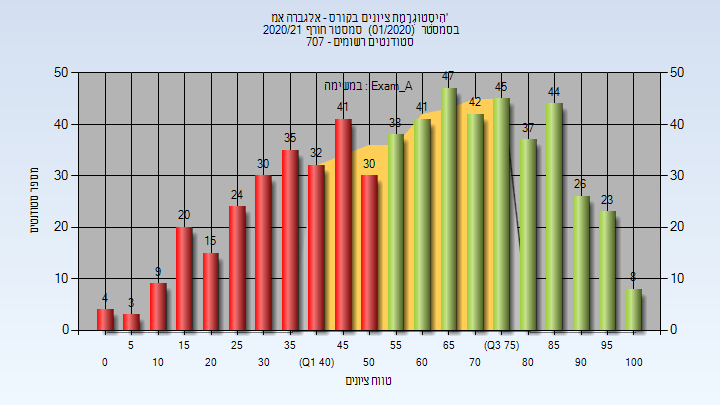 היסטוגרמת ציונים בקורס - אלגברה אמ'
בסמסטר (01/2020) סמסטר חורף 2020/21
סטודנטים רשומים - 707
במשימה : Exam_A
מספר סטודנטים
50 50
40 40
30 30
20 20
10 10
0 0
4 3 9 20 15 24 30 35 32 41 30 38 41 47 42 45 37 44 26 23 8
5 15 25 35 45 55 65 (Q3 75) 85 95
0 10 20 30 (Q1 40) 50 60 70 80 90 100
טווח ציונים